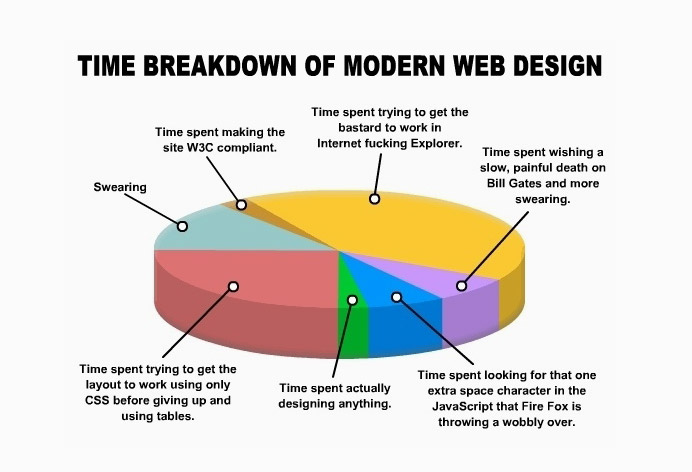 TIME BREAKDOWN OF MODERN WEB DESIGN
Time spent trying to get the
bastard to work in
Internet fucking Explorer.
Time spent making the
site W3C compliant.
Time spent wishing a
slow, painful death on
Bill Gates and more
swearing.
Swearing
Time spent trying to get the
layout to work using only
CSS before giving up and
using tables.
Time spent actually
designing anything.
Time spent looking for that one
extra space character in the
JavaScript that Fire Fox is
throwing a wobbly over.